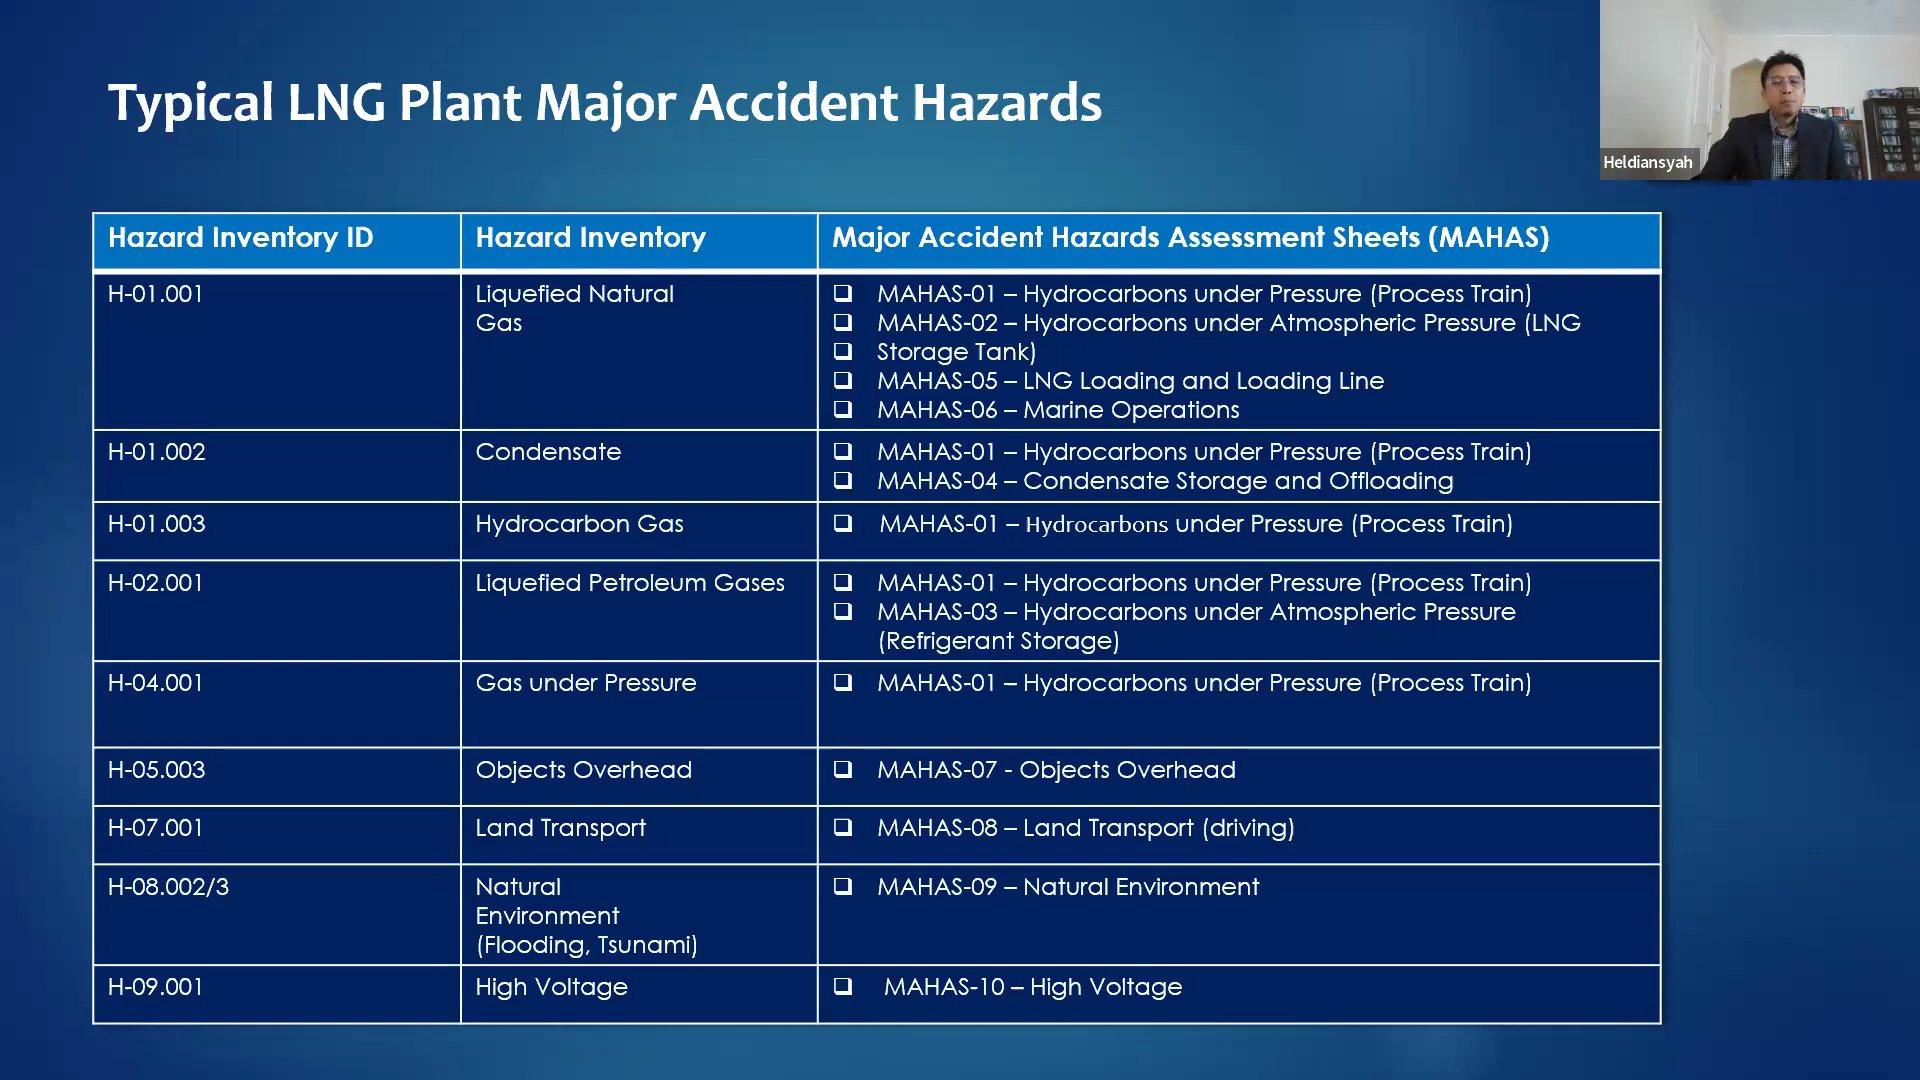 Typical LNG Plant Major Accident Hazards
Heldiansyah
Hazard Inventory ID
Hazard Inventory
Major Accident Hazards Assessment Sheets (MAHAS)
H-01.001
Liquefied Natural
Gas
❑ MAHAS-01 – Hydrocarbons under Pressure (Process Train)
❑ MAHAS-02 – Hydrocarbons under Atmospheric Pressure (LNG
❑ Storage Tank)
❑ MAHAS-05 – LNG Loading and Loading Line
❑ MAHAS-06 – Marine Operations
H-01.002
Condensate
❑ MAHAS-01 – Hydrocarbons under Pressure (Process Train)
❑ MAHAS-04 – Condensate Storage and Offloading
H-01.003
Hydrocarbon Gas
❑ MAHAS-01 – Hydrocarbons under Pressure (Process Train)
H-02.001
Liquefied Petroleum Gases
❑ MAHAS-01 – Hydrocarbons under Pressure (Process Train)
❑ MAHAS-03 – Hydrocarbons under Atmospheric Pressure
(Refrigerant Storage)
H-04.001
Gas under Pressure
❑ MAHAS-01 – Hydrocarbons under Pressure (Process Train)
H-05.003
Objects Overhead
❑ MAHAS-07 - Objects Overhead
H-07.001
Land Transport
❑ MAHAS-08 – Land Transport (driving)
H-08.002/3
Natural
Environment
(Flooding, Tsunami)
❑ MAHAS-09 – Natural Environment
H-09.001
High Voltage
❑ MAHAS-10 – High Voltage